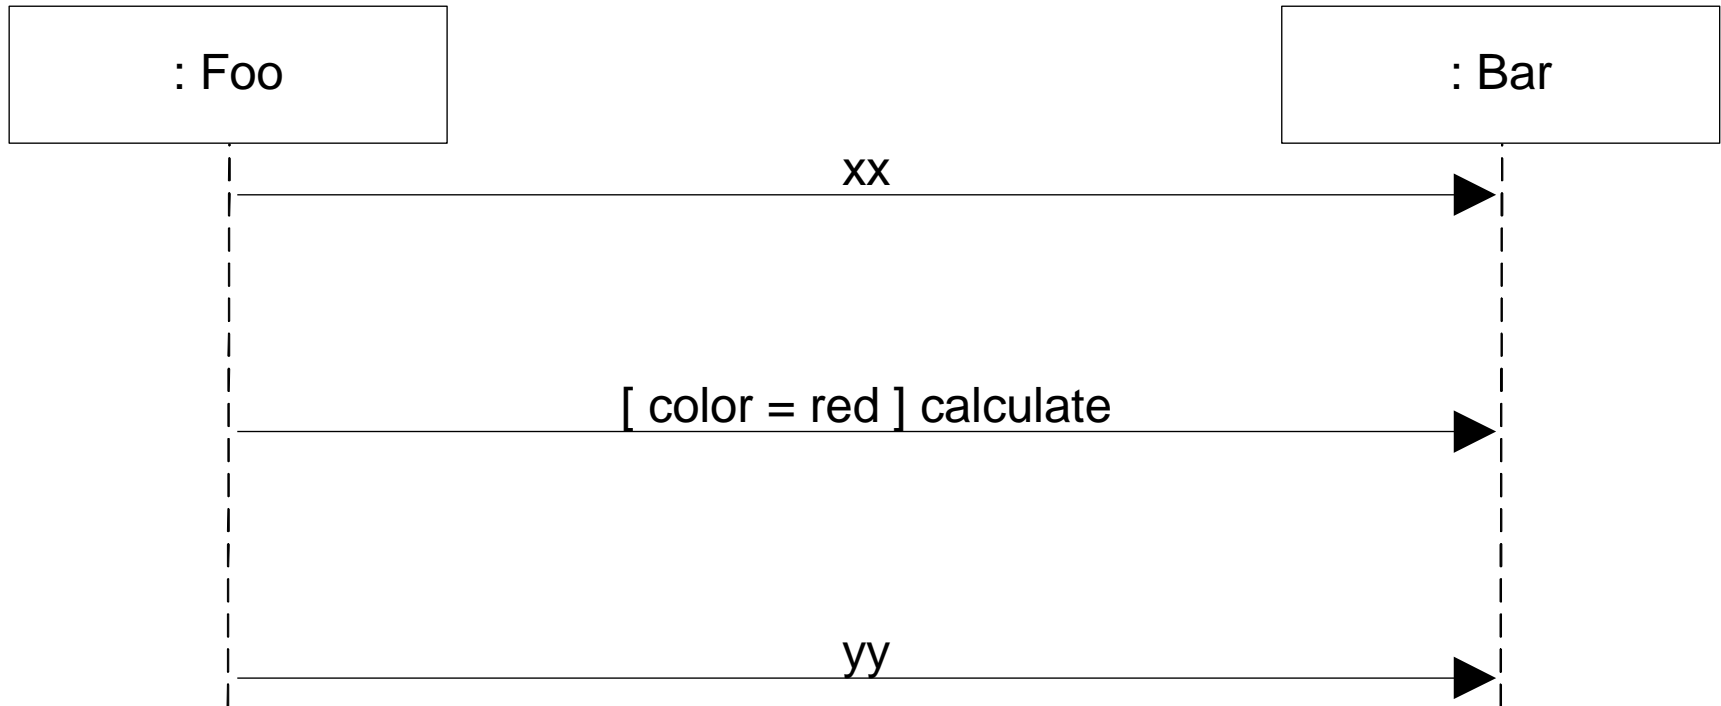 : Foo
: Bar
xx
[ color = red ] calculate
yy